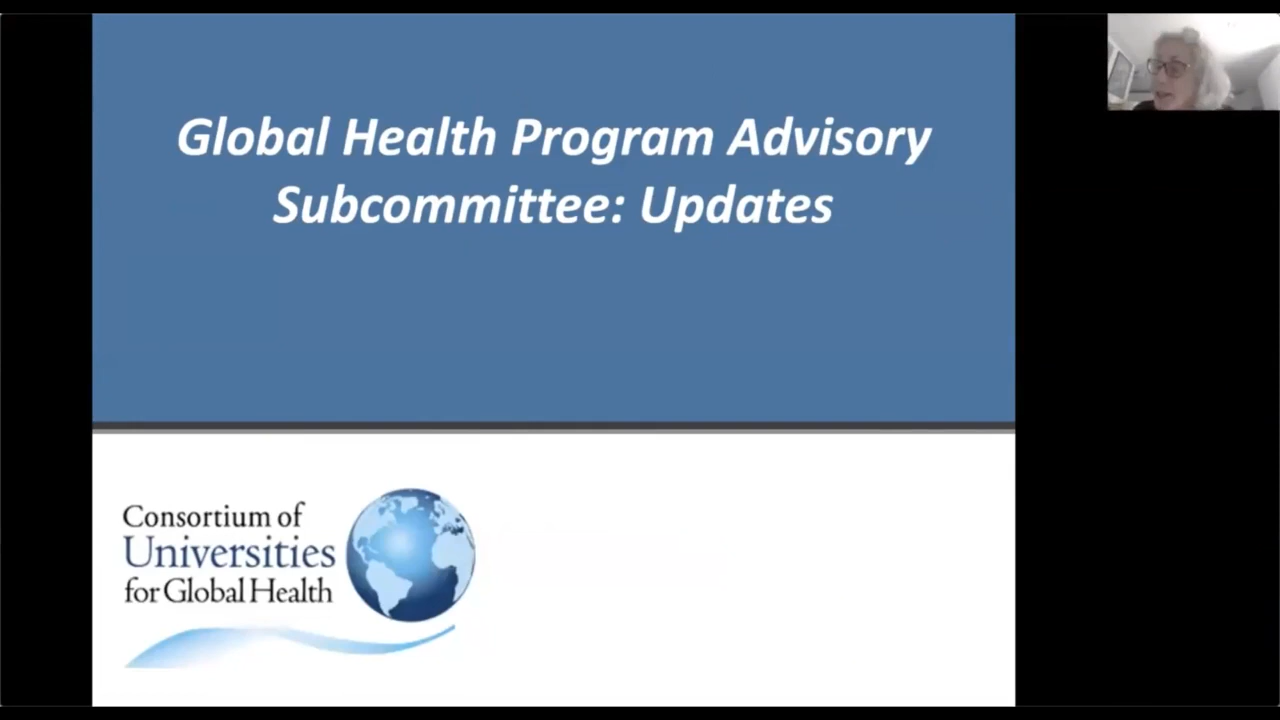 Global Health Program Advisory
Subcommittee: Updates
Consortium of
Universities
for Global Health